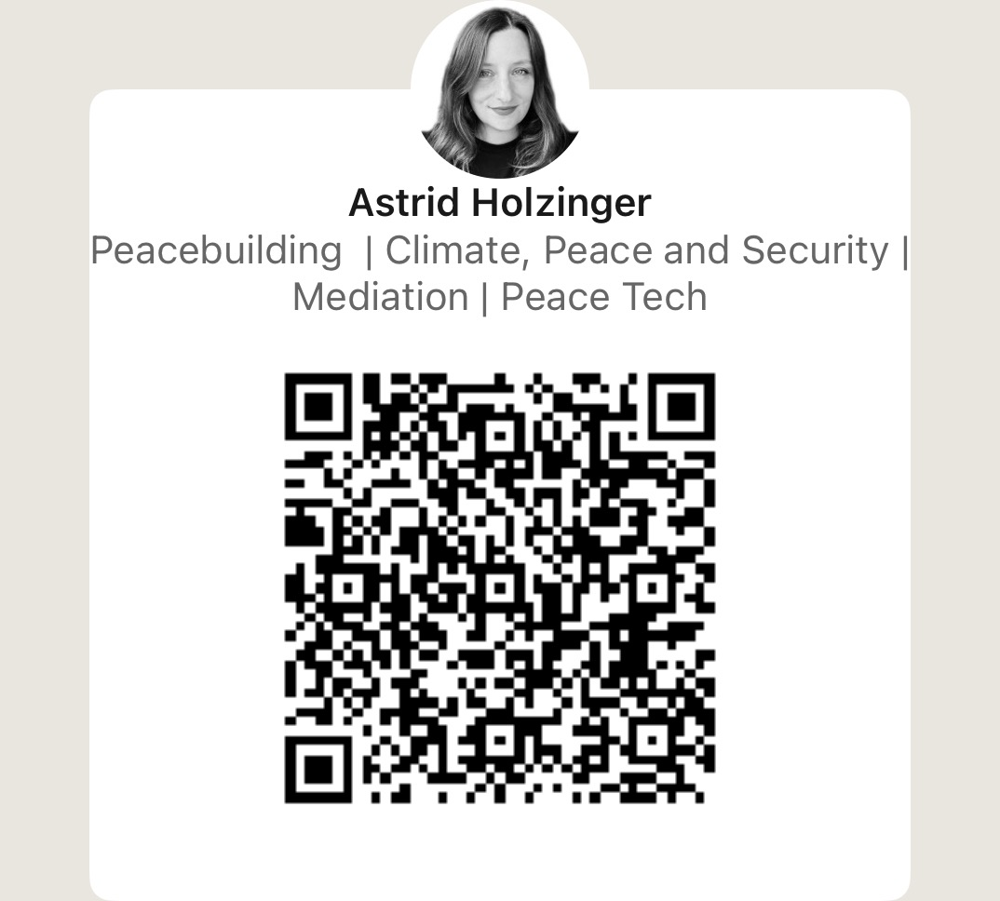 Astrid Holzinger
Peacebuilding  | Climate, Peace and Security |
Mediation | Peace Tech